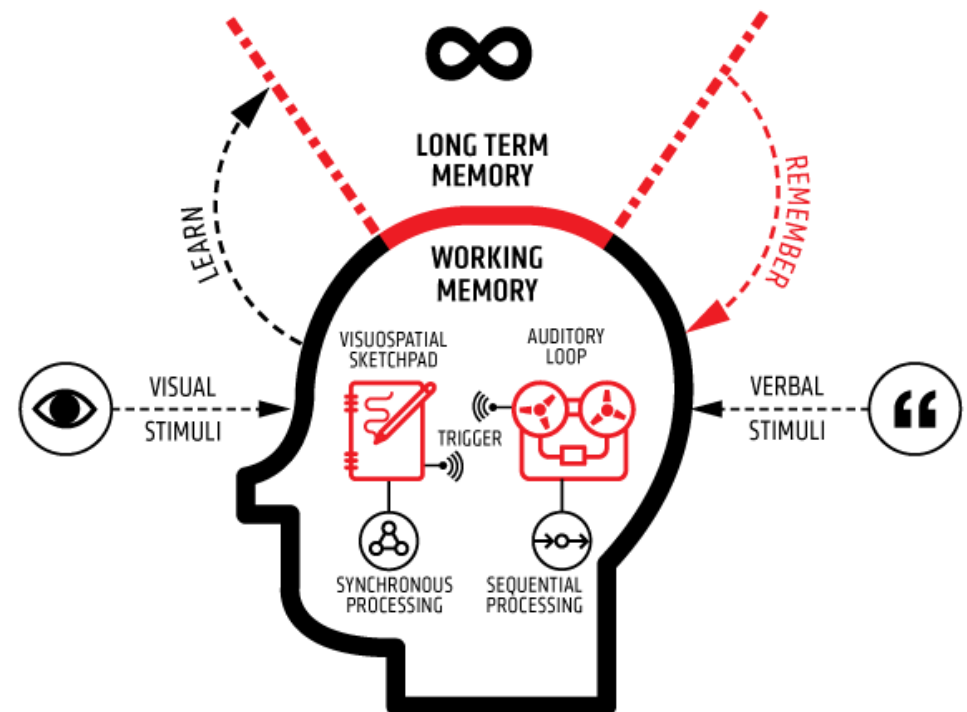 LONG TERM
MEMORY
LEARN
REMEMBER
WORKING
MEMORY
VISUOSPATIAL
SKETCHPAD
AUDITORY
LOOP
VISUAL
STIMULI
TRIGGER
VERBAL
STIMULI
SYNCHRONOUS
PROCESSING
SEQUENTIAL
PROCESSING